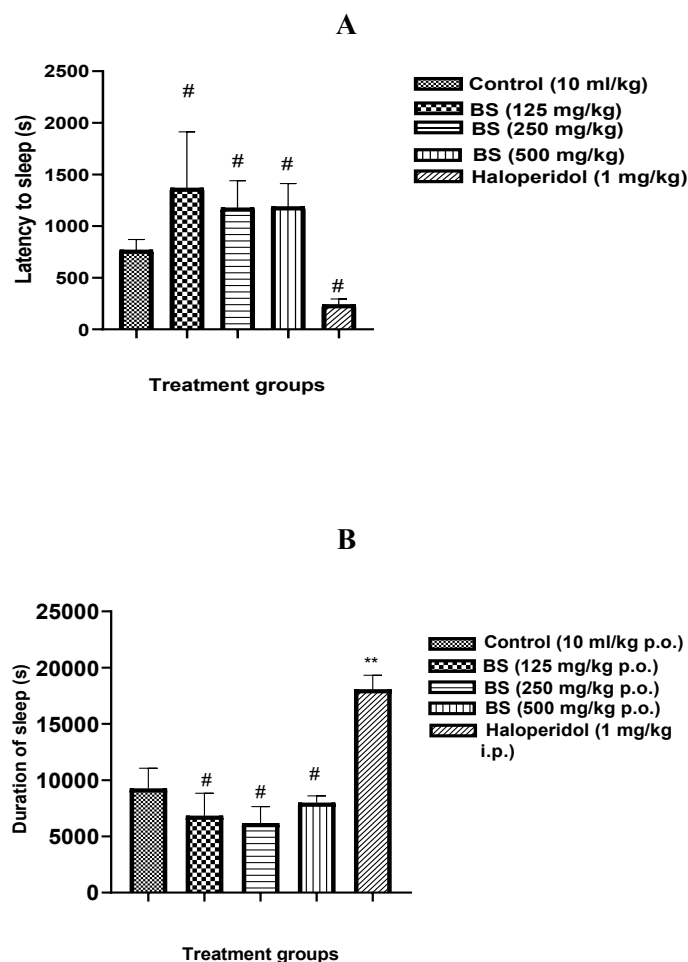 A
2500
2000
1500
1000
500
0
Latency to sleep (s)
#
#
#
#
Treatment groups
Control (10 ml/kg)
BS (125 mg/kg)
BS (250 mg/kg)
BS (500 mg/kg)
Haloperidol (1 mg/kg)
B
25000
20000
15000
10000
5000
0
Duration of sleep (s)
#
#
#
**
Treatment groups
Control (10 ml/kg p.o.)
BS (125 mg/kg p.o.)
BS (250 mg/kg p.o.)
BS (500 mg/kg p.o.)
Haloperidol (1 mg/kg
i.p.)